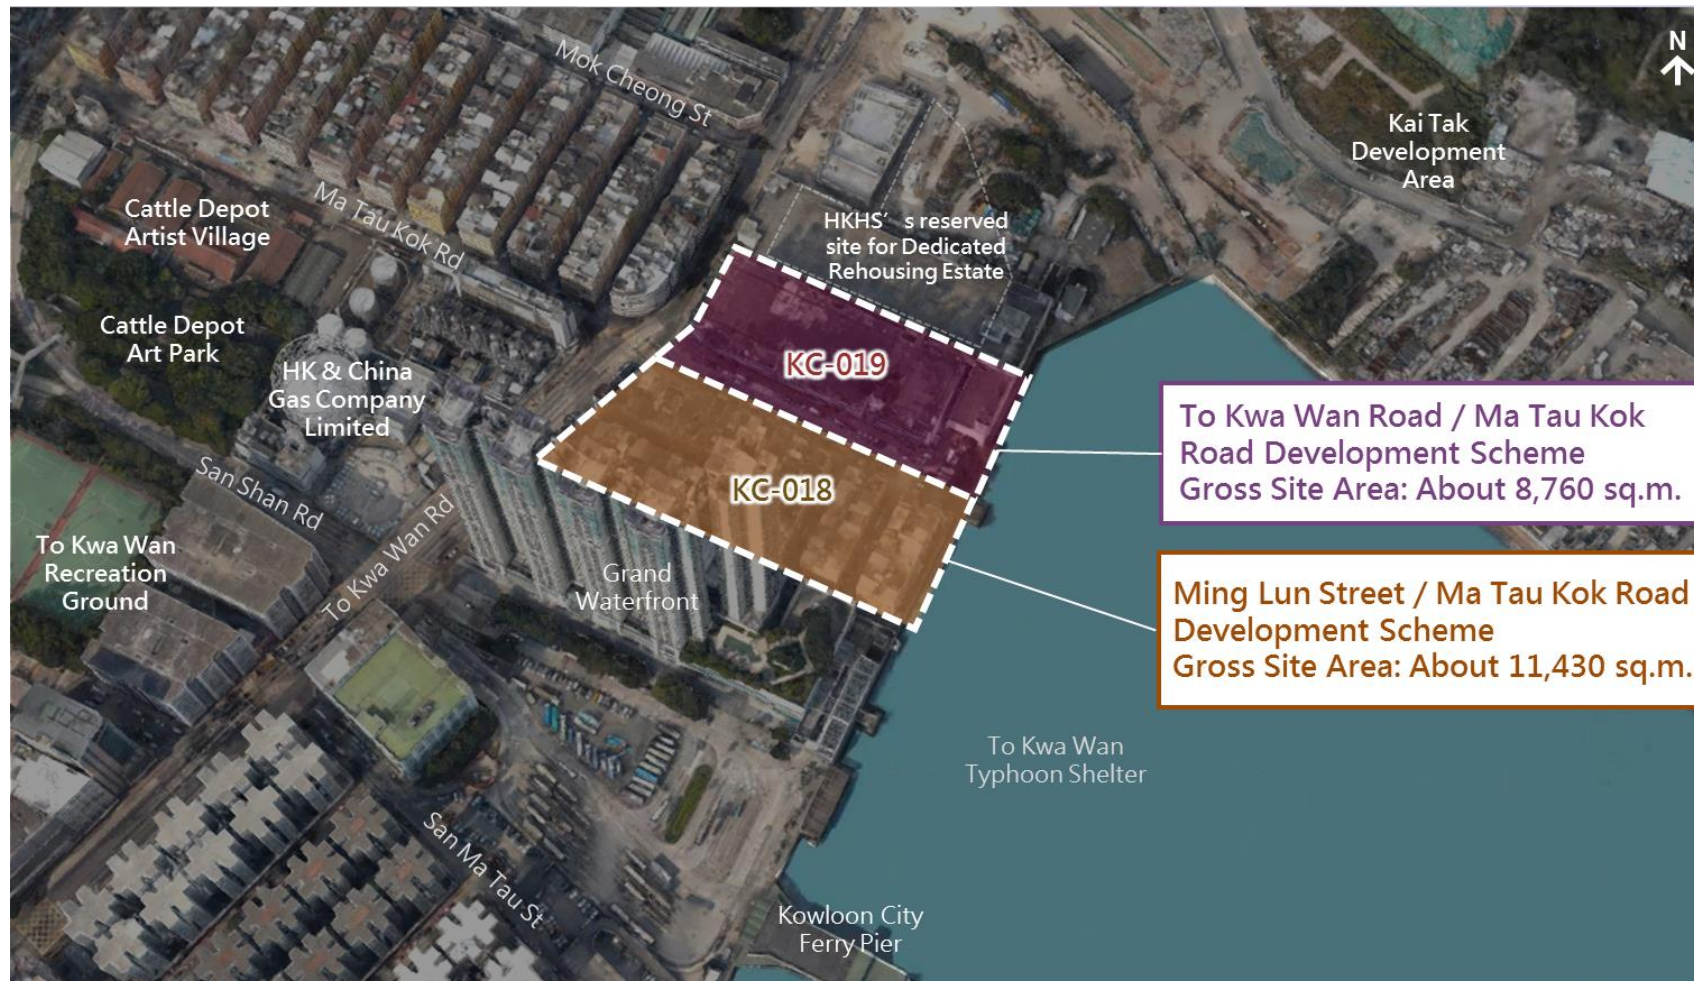 N
Mok Cheong St
Kai Tak
Development
Area
Cattle Depot
Artist Village
Ma Tau Kok Rd
HKHS’ s reserved
site for Dedicated
Rehousing Estate
Cattle Depot
Art Park
HK & China
Gas Company
Limited
KC-019
To Kwa Wan Road / Ma Tau Kok
Road Development Scheme
Gross Site Area: About 8,760 sq.m.
San Shan Rd
KC-018
To Kwa Wan
Recreation
Ground
To Kwa Wan Rd
Grand
Waterfront
Ming Lun Street / Ma Tau Kok Road
Development Scheme
Gross Site Area: About 11,430 sq.m.
To Kwa Wan
Typhoon Shelter
San Ma Tau St
Kowloon City
Ferry Pier